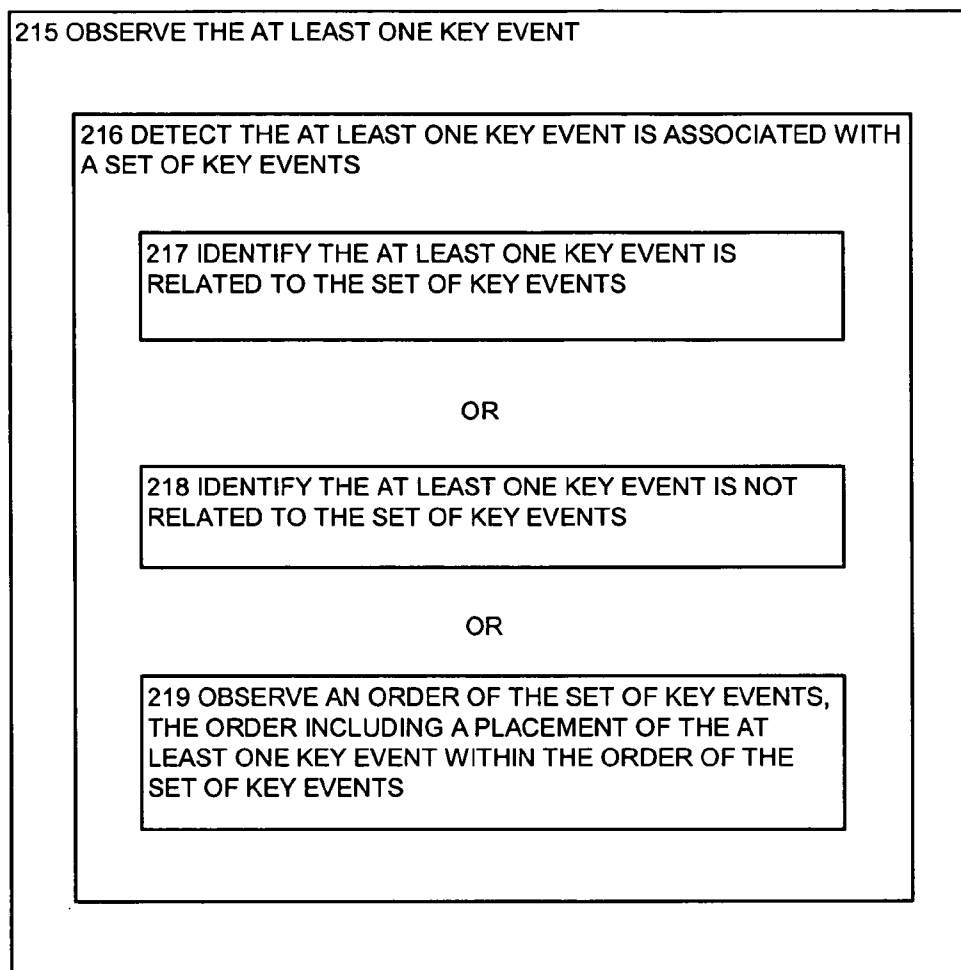 215 OBSERVE THE AT LEAST ONE KEY EVENT
216 DETECT THE AT LEAST ONE KEY EVENT IS ASSOCIATED WITH
A SET OF KEY EVENTS
217 IDENTIFY THE AT LEAST ONE KEY EVENT IS
RELATED TO THE SET OF KEY EVENTS
OR
218 IDENTIFY THE AT LEAST ONE KEY EVENT IS NOT
RELATED TO THE SET OF KEY EVENTS
OR
219 OBSERVE AN ORDER OF THE SET OF KEY EVENTS,
THE ORDER INCLUDING A PLACEMENT OF THE AT
LEAST ONE KEY EVENT WITHIN THE ORDER OF THE
SET OF KEY EVENTS